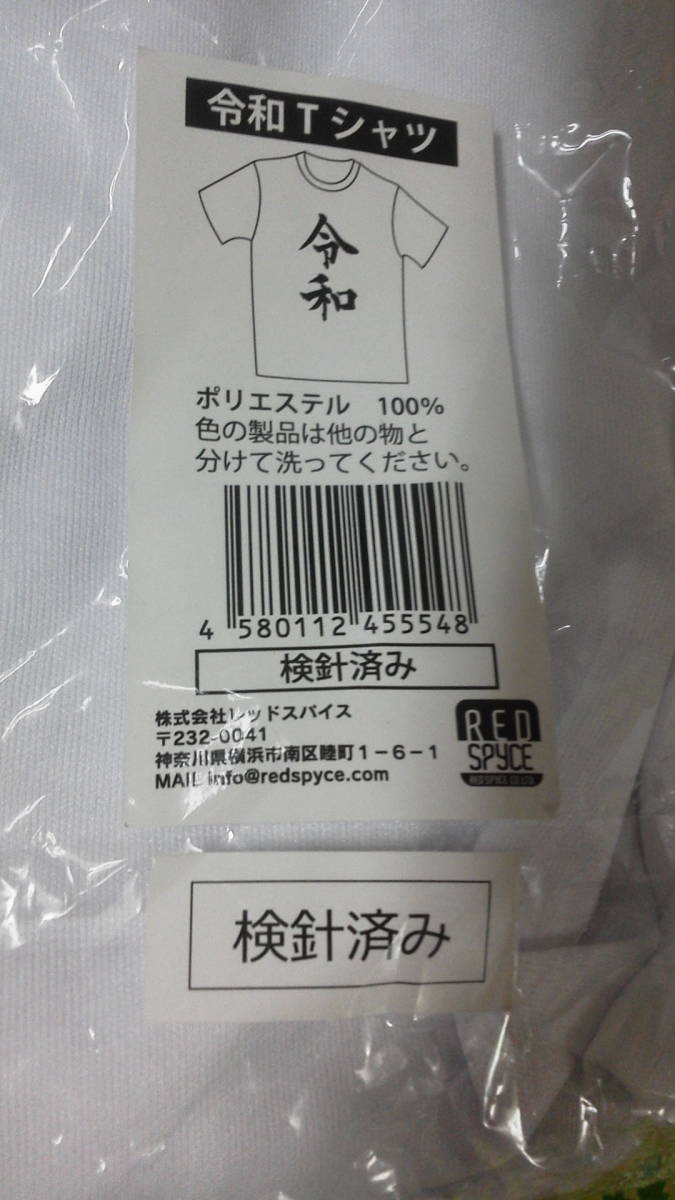 令和Tシャツ
令和
ポリエステル 100%
色の製品は他の物と
分けて洗ってください。
4 580112 455548
検針済み
株式会社レッドスパイス
〒232-0041
神奈川県横浜市南区睦町1-6-1
MAIL info@redspyce.com
RED
SPYCE
RED SPYCE CO.LTD
検針済み